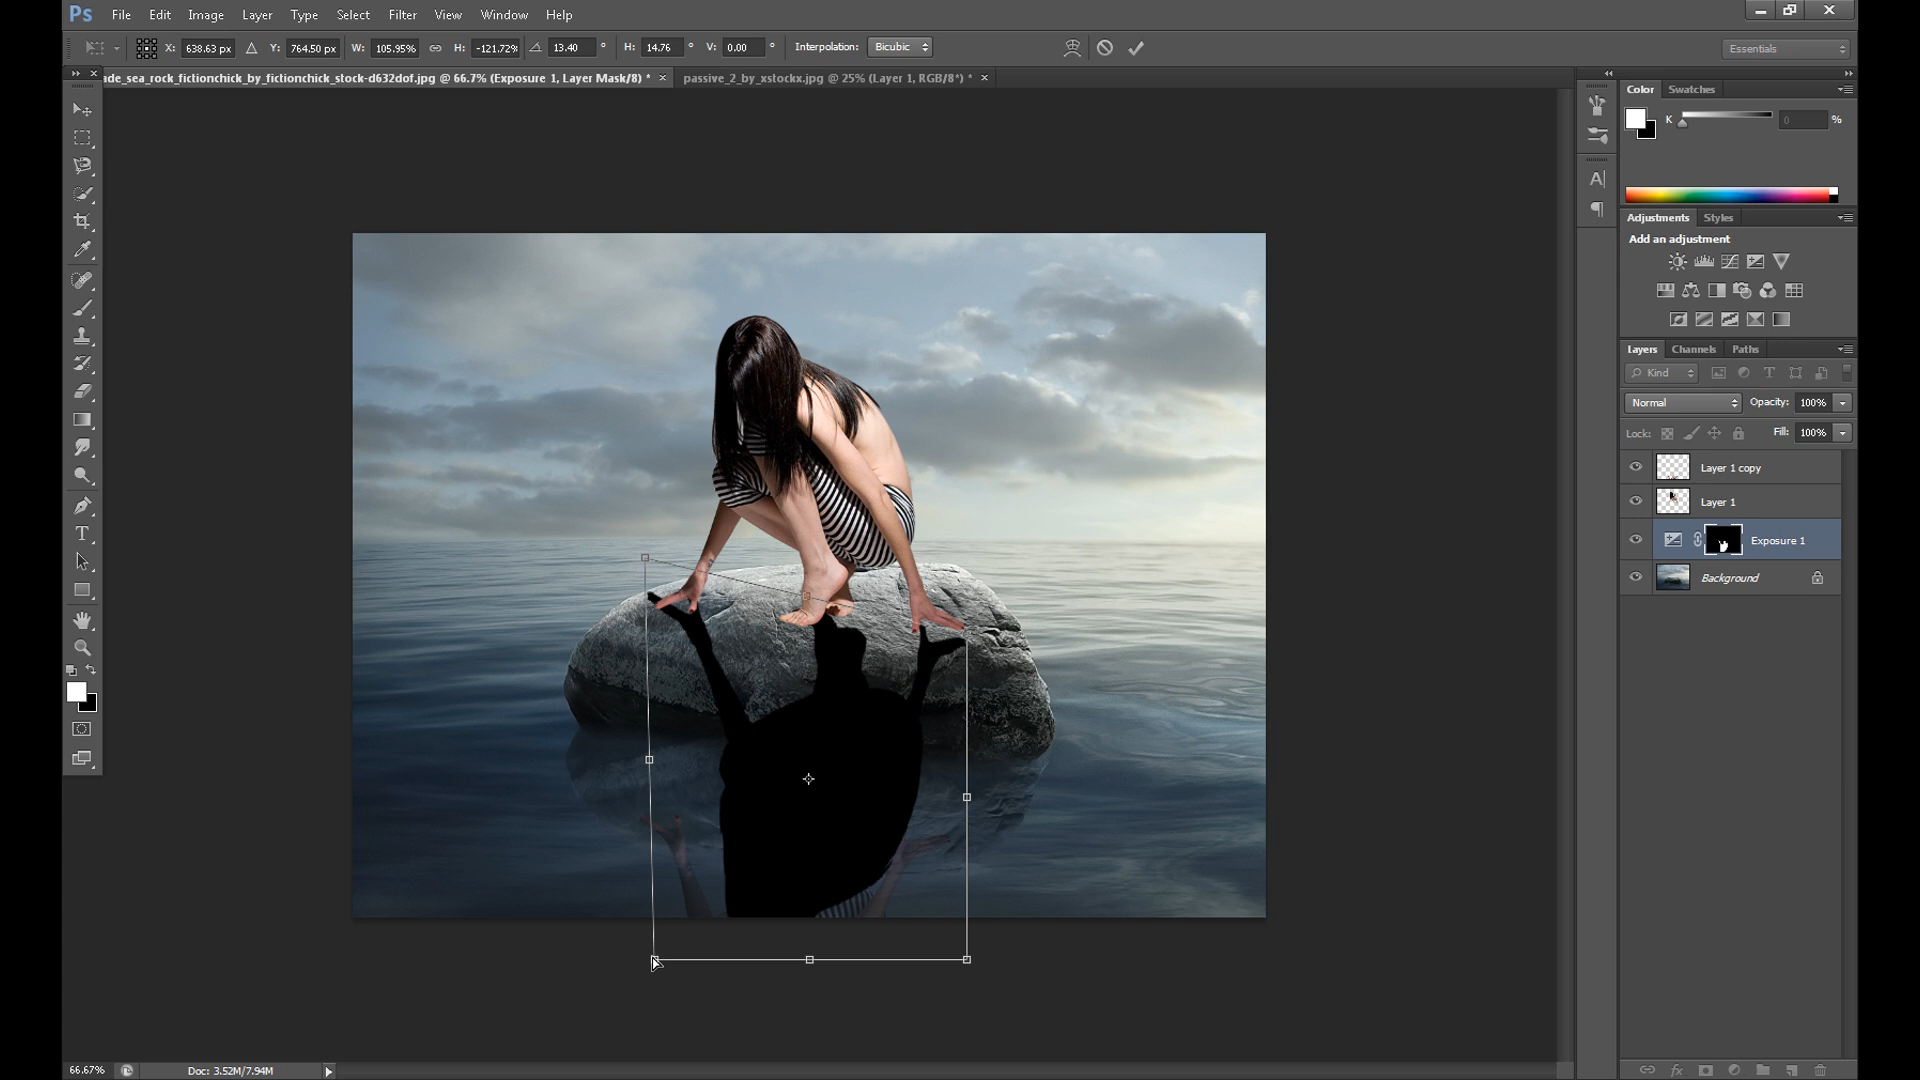 Ps File Edit Image Layer Type Select Filter View Window Help
X: 638.63 px Y: 764.50 px W: 105.95% H: -121.72% 13.40 ° H: 14.76 ° V: 0.00 ° Interpolation: Bicubic Essentials
ade_sea_rock_fictionchick_by_fictionchick_stock-d632dof.jpg @ 66.7% (Exposure 1, Layer Mask/8) * × passive_2_by_xstockx.jpg @ 25% (Layer 1, RGB/8*) * ×
Color Swatches
K 0 %
Adjustments Styles
Add an adjustment
Layers Channels Paths
Kind
Normal Opacity: 100%
Lock: Fill: 100%
Layer 1 copy
Layer 1
Exposure 1
Background
66.67% Doc: 3.52M/7.94M